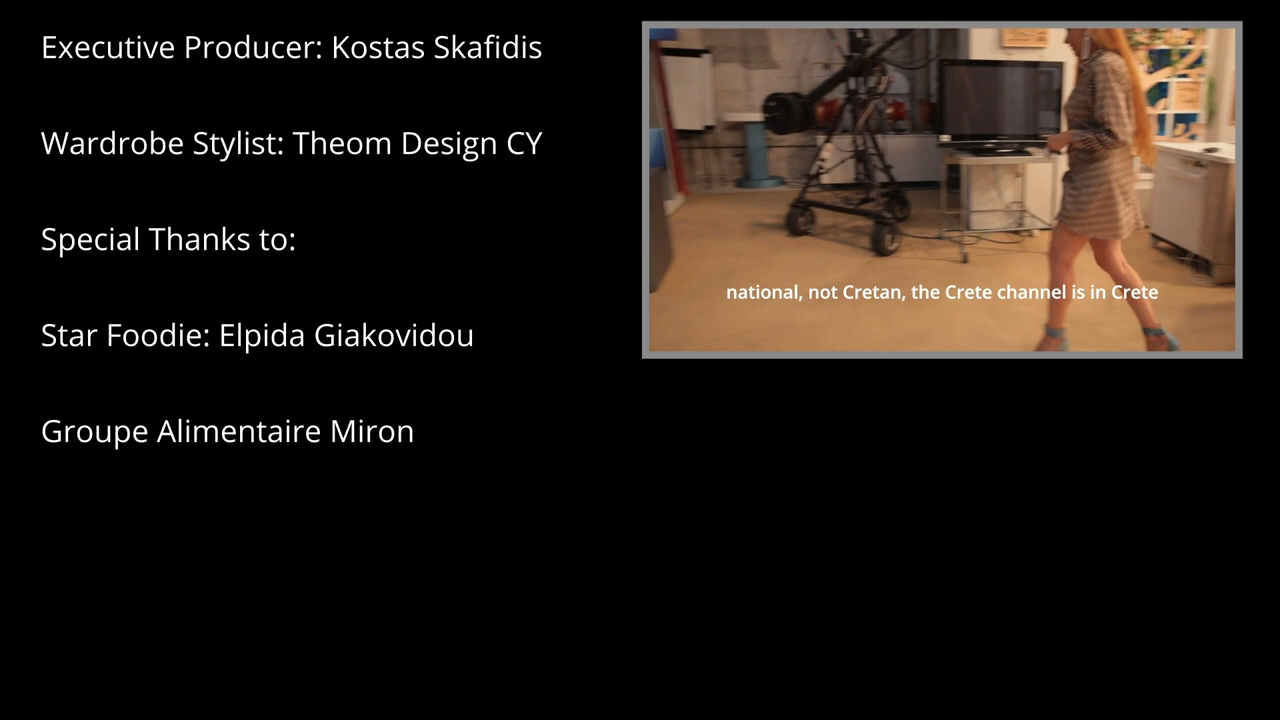 Executive Producer: Kostas Skafidis
Wardrobe Stylist: Theom Design CY
Special Thanks to:
Star Foodie: Elpida Giakovidou
Groupe Alimentaire Miron
national, not Cretan, the Crete channel is in Crete